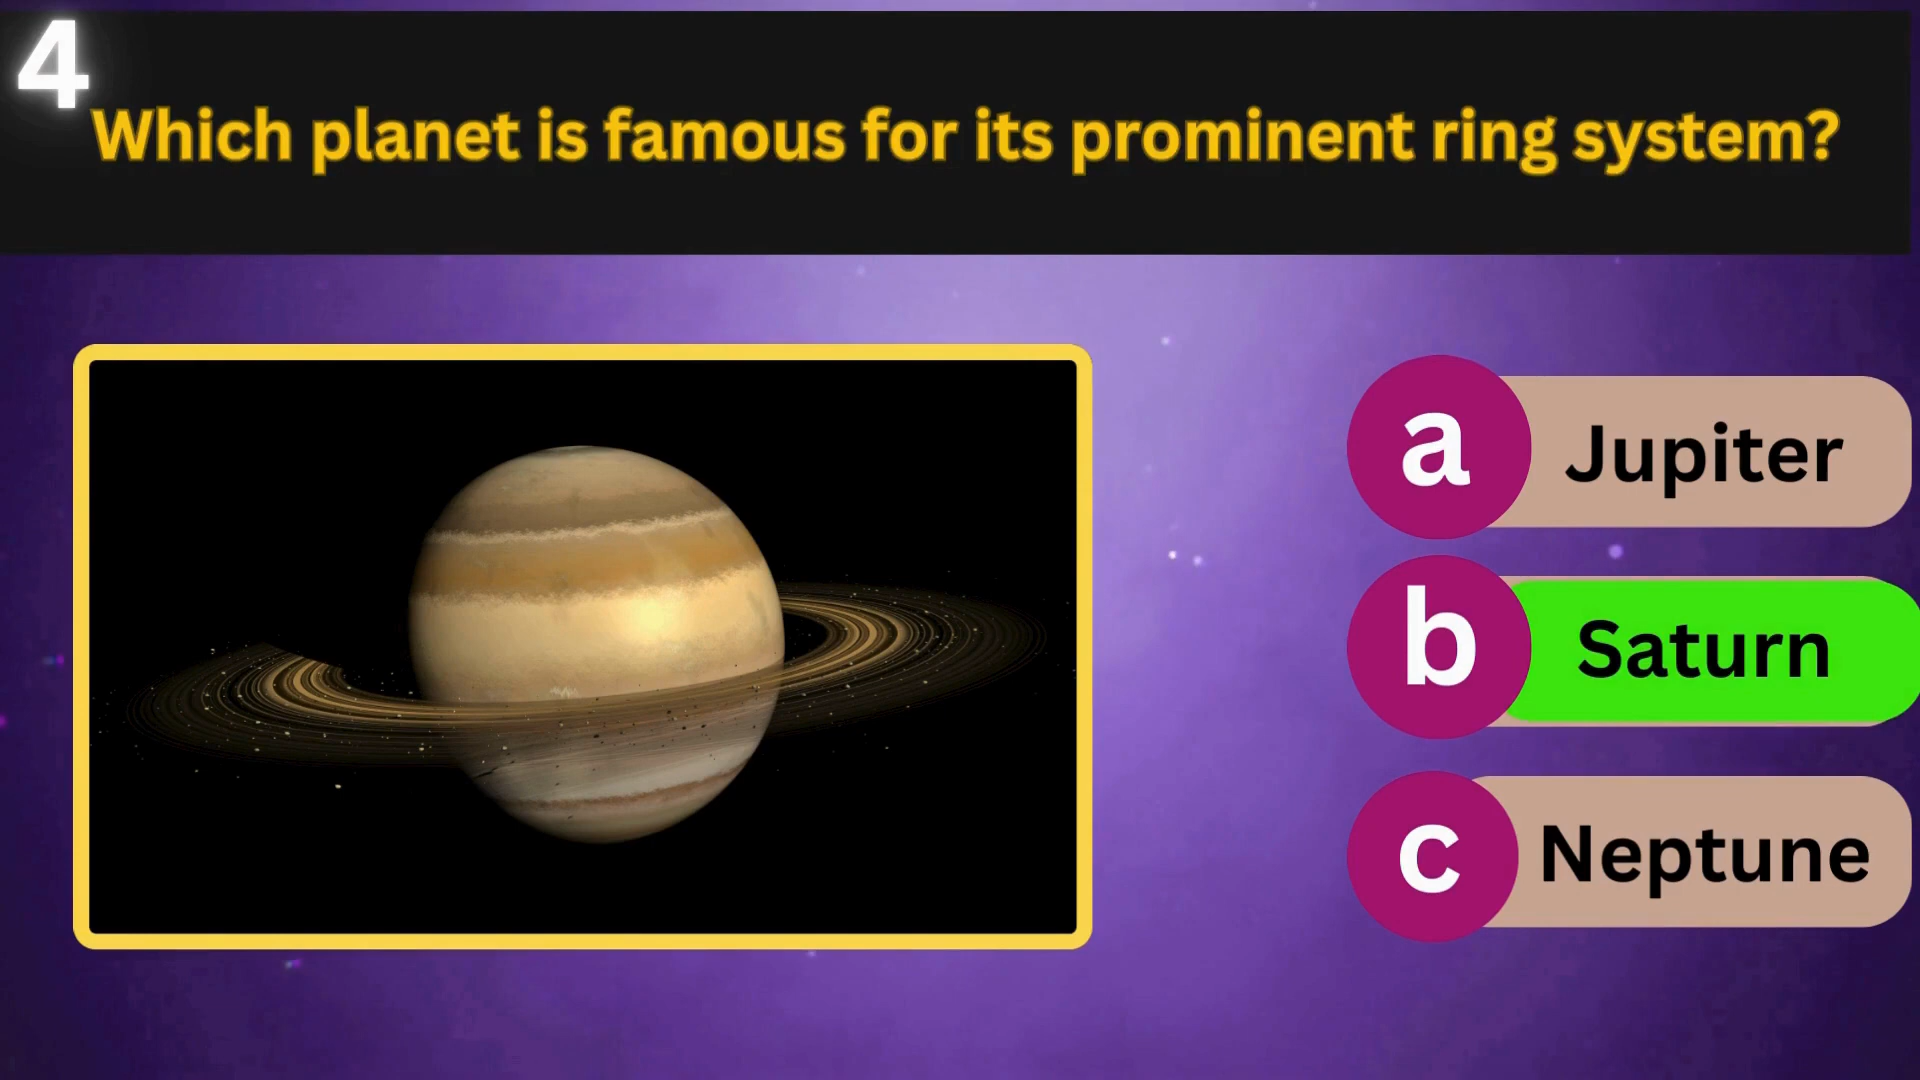 4
Which planet is famous for its prominent ring system?
a Jupiter
b Saturn
c Neptune